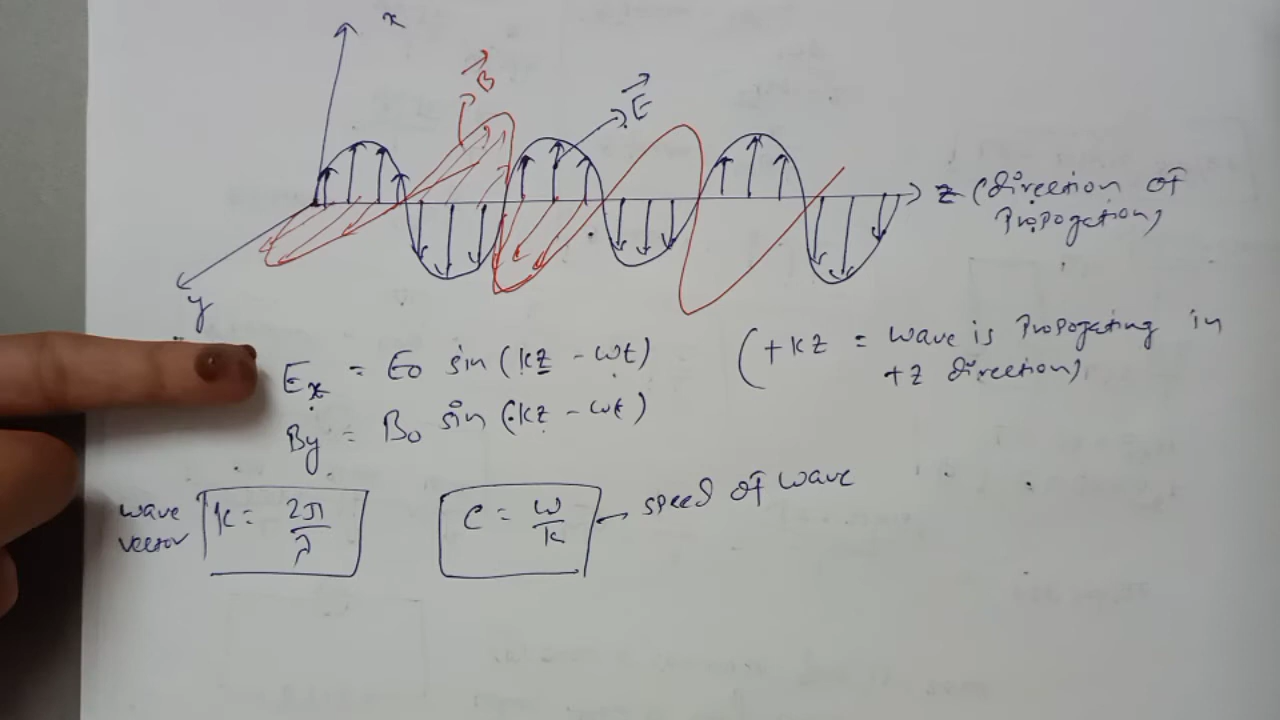 x
B⃗
E⃗
z (direction of
Propogation)
y
Ex = E0 sin (kz - ωt)
(+kz = wave is Propogating in
+z direction)
By = B0 sin (kz - ωt)
wave
vector
k = 2π/λ
c = ω/k
speed of wave